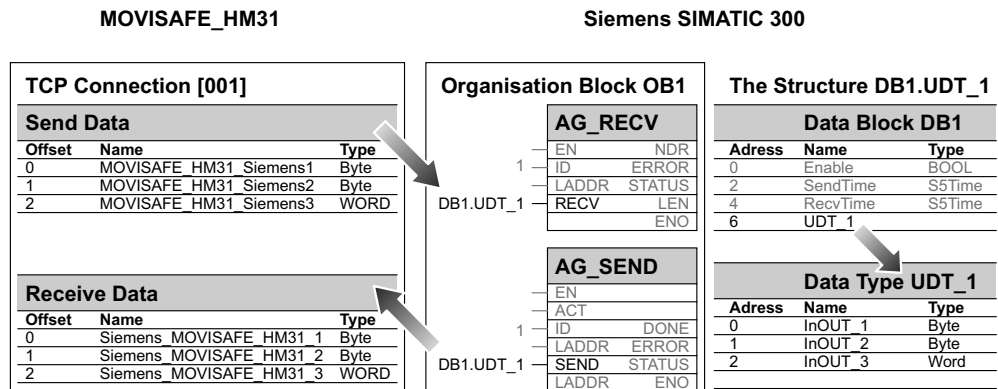 MOVISAFE_HM31
Siemens SIMATIC 300
TCP Connection [001]
Send Data
Offset Name Type
0 MOVISAFE_HM31_Siemens1 Byte
1 MOVISAFE_HM31_Siemens2 Byte
2 MOVISAFE_HM31_Siemens3 WORD
Receive Data
Offset Name Type
0 Siemens_MOVISAFE_HM31_1 Byte
1 Siemens_MOVISAFE_HM31_2 Byte
2 Siemens_MOVISAFE_HM31_3 WORD
Organisation Block OB1
AG_RECV
EN NDR
1 ID ERROR
LADDR STATUS
DB1.UDT_1 RECV LEN
ENO
AG_SEND
EN
ACT
1 ID DONE
LADDR ERROR
DB1.UDT_1 SEND STATUS
LADDR ENO
The Structure DB1.UDT_1
Data Block DB1
Adress Name Type
0 Enable BOOL
2 SendTime S5Time
4 RecvTime S5Time
6 UDT_1
Data Type UDT_1
Adress Name Type
0 InOUT_1 Byte
1 InOUT_2 Byte
2 InOUT_3 Word